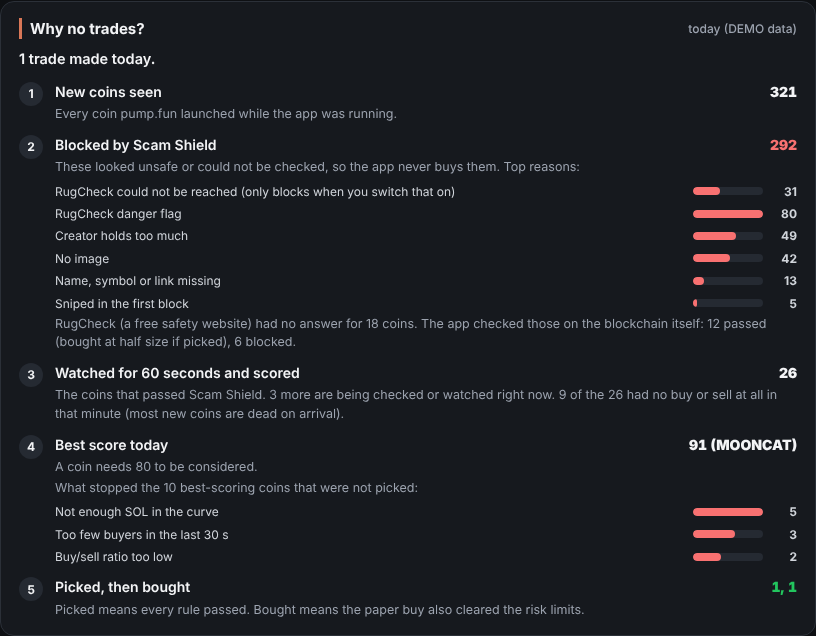 Why no trades?
today (DEMO data)
1 trade made today.
1
New coins seen
321
Every coin pump.fun launched while the app was running.
2
Blocked by Scam Shield
292
These looked unsafe or could not be checked, so the app never buys them. Top reasons:
RugCheck could not be reached (only blocks when you switch that on)
31
RugCheck danger flag
80
Creator holds too much
49
No image
42
Name, symbol or link missing
13
Sniped in the first block
5
RugCheck (a free safety website) had no answer for 18 coins. The app checked those on the blockchain itself: 12 passed
(bought at half size if picked), 6 blocked.
3
Watched for 60 seconds and scored
26
The coins that passed Scam Shield. 3 more are being checked or watched right now. 9 of the 26 had no buy or sell at all in
that minute (most new coins are dead on arrival).
4
Best score today
91 (MOONCAT)
A coin needs 80 to be considered.
What stopped the 10 best-scoring coins that were not picked:
Not enough SOL in the curve
5
Too few buyers in the last 30 s
3
Buy/sell ratio too low
2
5
Picked, then bought
1, 1
Picked means every rule passed. Bought means the paper buy also cleared the risk limits.